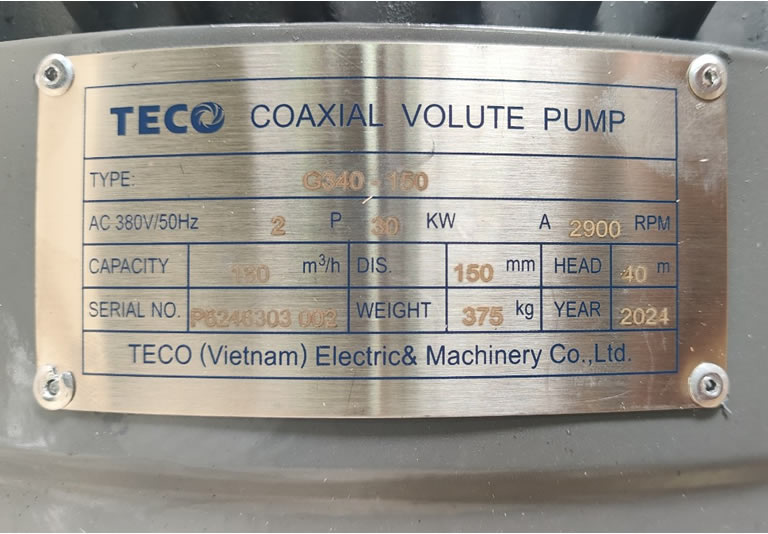 TECO COAXIAL VOLUTE PUMP
TYPE: G340 - 150
AC 380V/50Hz 2 P 30 KW A 2900 RPM
CAPACITY 180 m³/h DIS. 150 mm HEAD 40 m
SERIAL NO. P6246303 002 WEIGHT 375 kg YEAR 2024
TECO (Vietnam) Electric& Machinery Co.,Ltd.